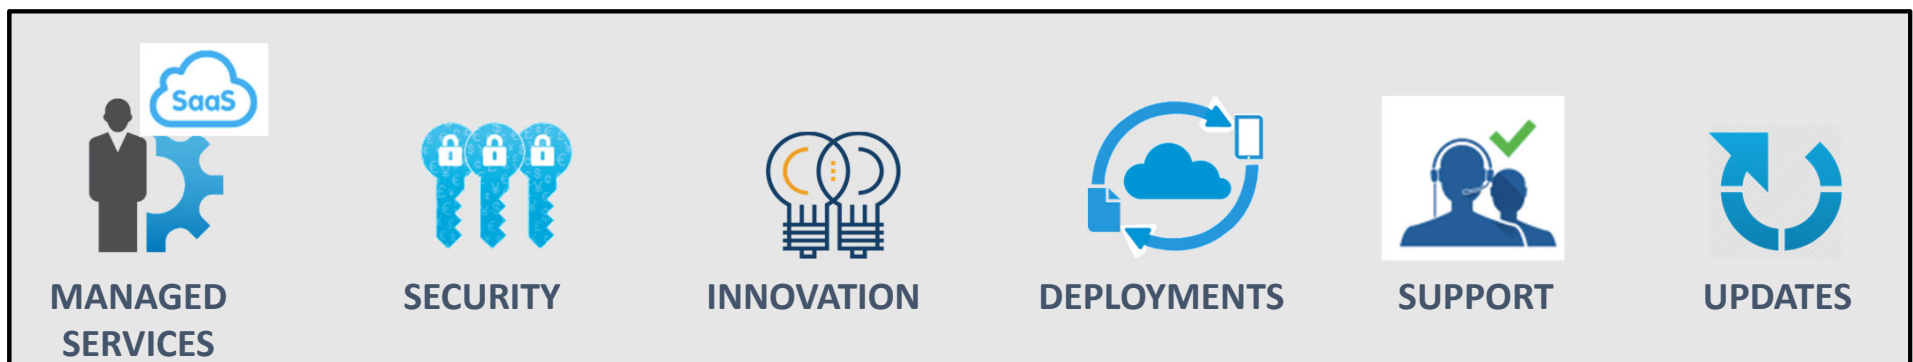 SaaS
MANAGED
SERVICES
SECURITY
INNOVATION
DEPLOYMENTS
SUPPORT
UPDATES